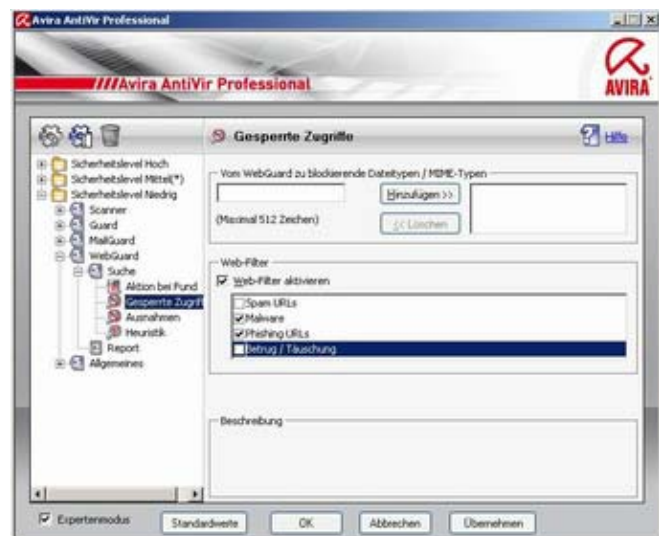 Avira AntiVir Professional
////Avira AntiVir Professional
AVIRA
Gesperrte Zugriffe
Hilfe
Sicherheitslevel Hoch
Sicherheitslevel Mittel(*)
Sicherheitslevel Niedrig
Scanner
Guard
MailGuard
WebGuard
Suche
Aktion bei Fund
Gesperrte Zugriff
Ausnahmen
Heuristik
Report
Allgemeines
Vom WebGuard zu blockierende Dateitypen / MIME-Typen
Hinzufügen >>
(Maximal 512 Zeichen)
<< Löschen
Web-Filter
Web-Filter aktivieren
Spam URLs
Malware
Phishing URLs
Betrug / Täuschung
Beschreibung
Expertenmodus
Standardwerte
OK
Abbrechen
Übernehmen